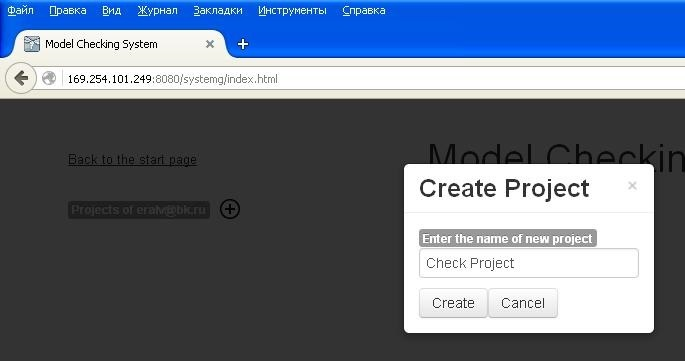 Файл Правка Вид Журнал Закладки Инструменты Справка
Model Checking System
169.254.101.249:8080/systemg/index.html
Back to the start page
Model Checkin
Create Project
Projects of eralv@bk.ru
Enter the name of new project
Check Project
Create Cancel